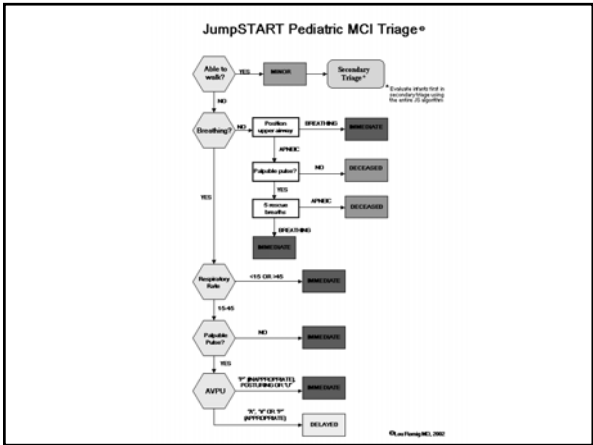 JumpSTART Pediatric MCI Triage©
Able to
walk?
YES
MINOR
Secondary
Triage*
* Evaluate infants first in
secondary triage using
the entire JS algorithm
NO
Breathing?
NO
Position
upper airway
BREATHING
IMMEDIATE
APNEIC
Palpable pulse?
NO
DECEASED
YES
YES
5 rescue
breaths
APNEIC
DECEASED
BREATHING
IMMEDIATE
Respiratory
Rate
<15 OR >45
IMMEDIATE
15-45
Palpable
Pulse?
NO
IMMEDIATE
YES
AVPU
"P" (INAPPROPRIATE),
POSTURING OR "U"
IMMEDIATE
"A", "V" OR "P"
(APPROPRIATE)
DELAYED
©Lou Romig MD, 2002